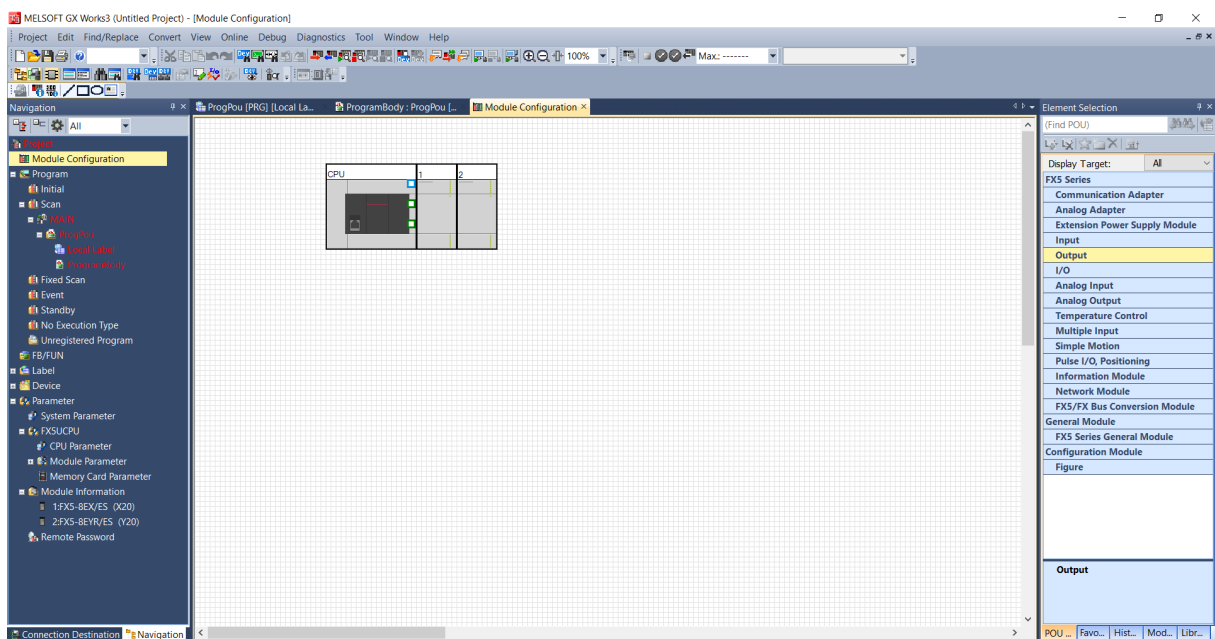 MELSOFT GX Works3 (Untitled Project) - [Module Configuration]
Project Edit Find/Replace Convert View Online Debug Diagnostics Tool Window Help
100% Max.: -------
Navigation
ProgPou [PRG] [Local La...
ProgramBody : ProgPou [...
Module Configuration
Element Selection
All
(Find POU)
Display Target: All
Project
Module Configuration
Program
Initial
Scan
MAIN
ProgPou
Local Label
ProgramBody
Fixed Scan
Event
Standby
No Execution Type
Unregistered Program
FB/FUN
Label
Device
Parameter
System Parameter
FX5UCPU
CPU Parameter
Module Parameter
Memory Card Parameter
Module Information
1:FX5-8EX/ES (X20)
2:FX5-8EYR/ES (Y20)
Remote Password
Connection Destination Navigation
CPU 1 2
FX5 Series
Communication Adapter
Analog Adapter
Extension Power Supply Module
Input
Output
I/O
Analog Input
Analog Output
Temperature Control
Multiple Input
Simple Motion
Pulse I/O, Positioning
Information Module
Network Module
FX5/FX Bus Conversion Module
General Module
FX5 Series General Module
Configuration Module
Figure
Output
POU ... Favo... Hist... Mod... Libr...